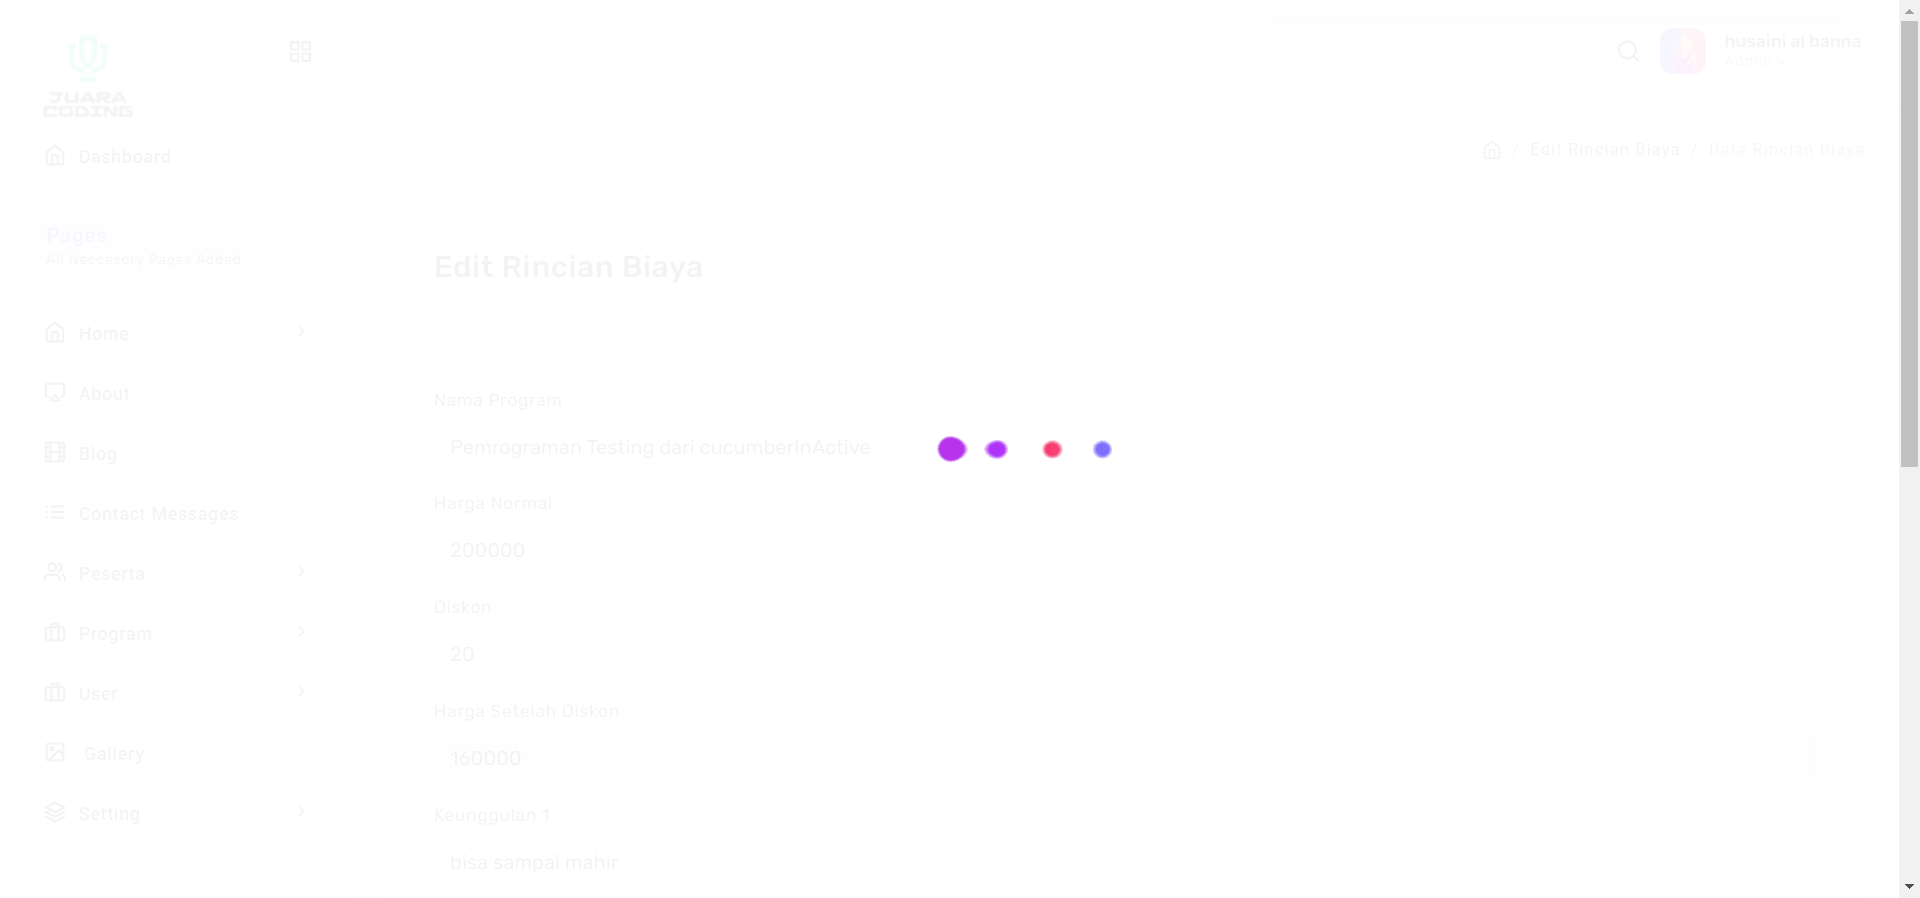 JUARA
CODING
husaini al banna
Admin
Edit Rincian Biaya / Data Rincian Biaya
Dashboard
Pages
All Neccesory Pages Added
Home
About
Blog
Contact Messages
Peserta
Program
User
Gallery
Setting
Edit Rincian Biaya
Nama Program
Pemrograman Testing dari cucumberInActive
Harga Normal
200000
Diskon
20
Harga Setelah Diskon
160000
Keunggulan 1
bisa sampai mahir